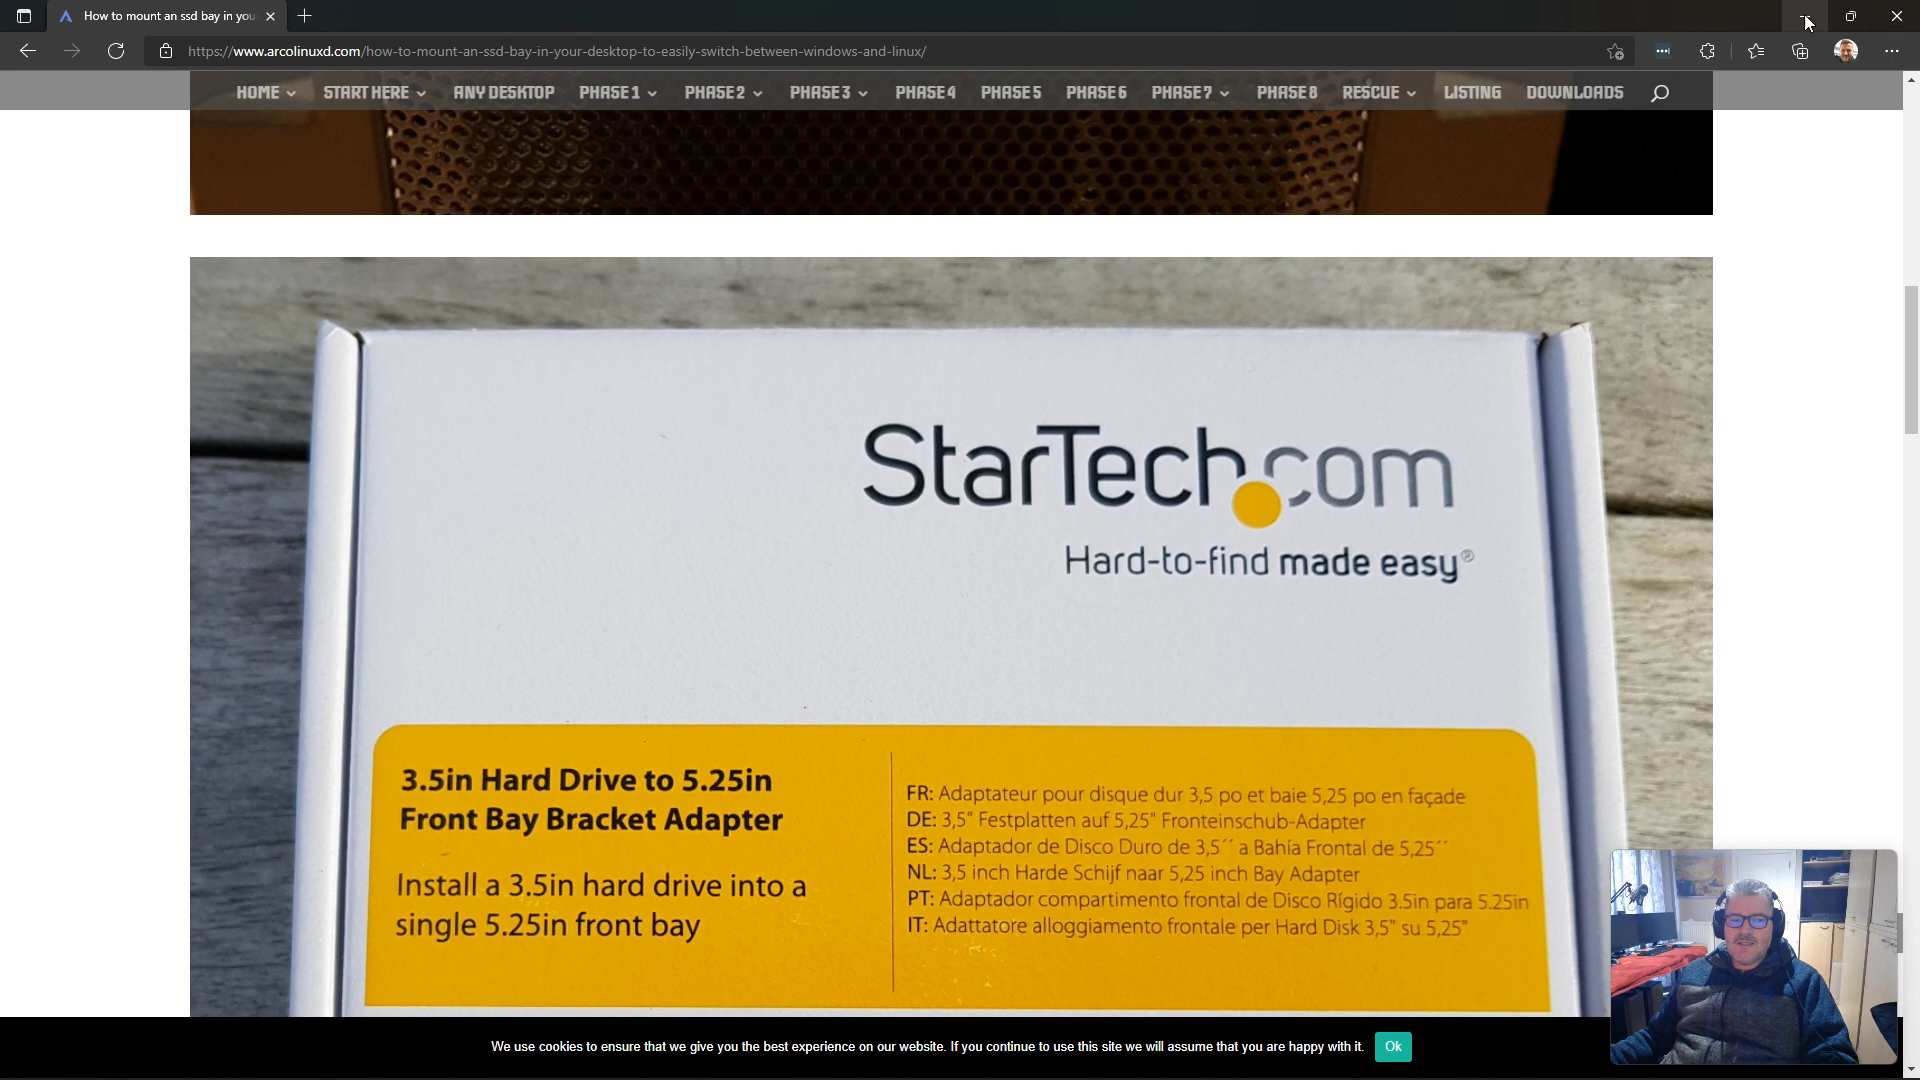 How to mount an ssd bay in you
https://www.arcolinuxd.com/how-to-mount-an-ssd-bay-in-your-desktop-to-easily-switch-between-windows-and-linux/
HOME START HERE ANY DESKTOP PHASE 1 PHASE 2 PHASE 3 PHASE 4 PHASE 5 PHASE 6 PHASE 7 PHASE 8 RESCUE LISTING DOWNLOADS
StarTech.com
Hard-to-find made easy®
3.5in Hard Drive to 5.25in
Front Bay Bracket Adapter
Install a 3.5in hard drive into a
single 5.25in front bay
FR: Adaptateur pour disque dur 3,5 po et baie 5,25 po en façade
DE: 3,5" Festplatten auf 5,25" Fronteinschub-Adapter
ES: Adaptador de Disco Duro de 3,5´´ a Bahía Frontal de 5,25´´
NL: 3,5 inch Harde Schijf naar 5,25 inch Bay Adapter
PT: Adaptador compartimento frontal de Disco Rígido 3.5in para 5.25in
IT: Adattatore alloggiamento frontale per Hard Disk 3,5" su 5,25"
We use cookies to ensure that we give you the best experience on our website. If you continue to use this site we will assume that you are happy with it. Ok